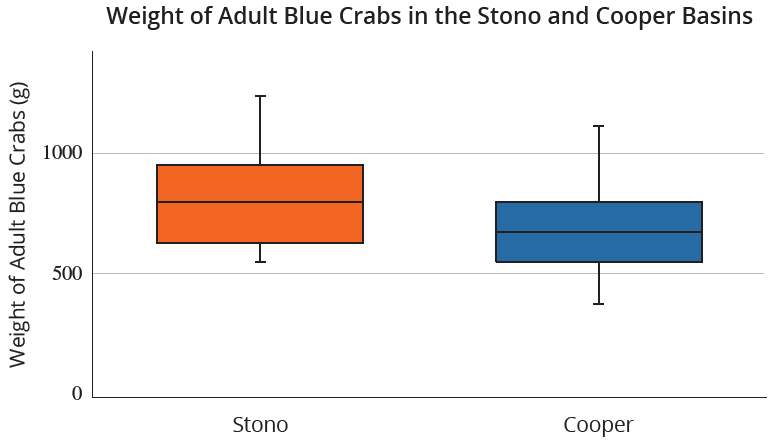 Weight of Adult Blue Crabs in the Stono and Cooper Basins
Weight of Adult Blue Crabs (g)
1000
500
0
Stono
Cooper